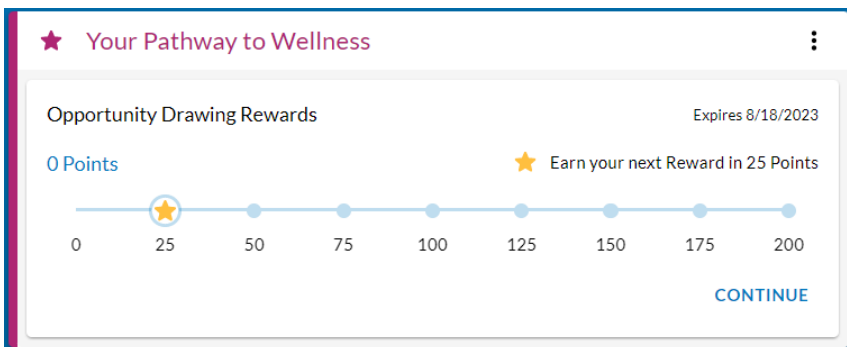 Your Pathway to Wellness
Opportunity Drawing Rewards
Expires 8/18/2023
0 Points
Earn your next Reward in 25 Points
0 25 50 75 100 125 150 175 200
CONTINUE